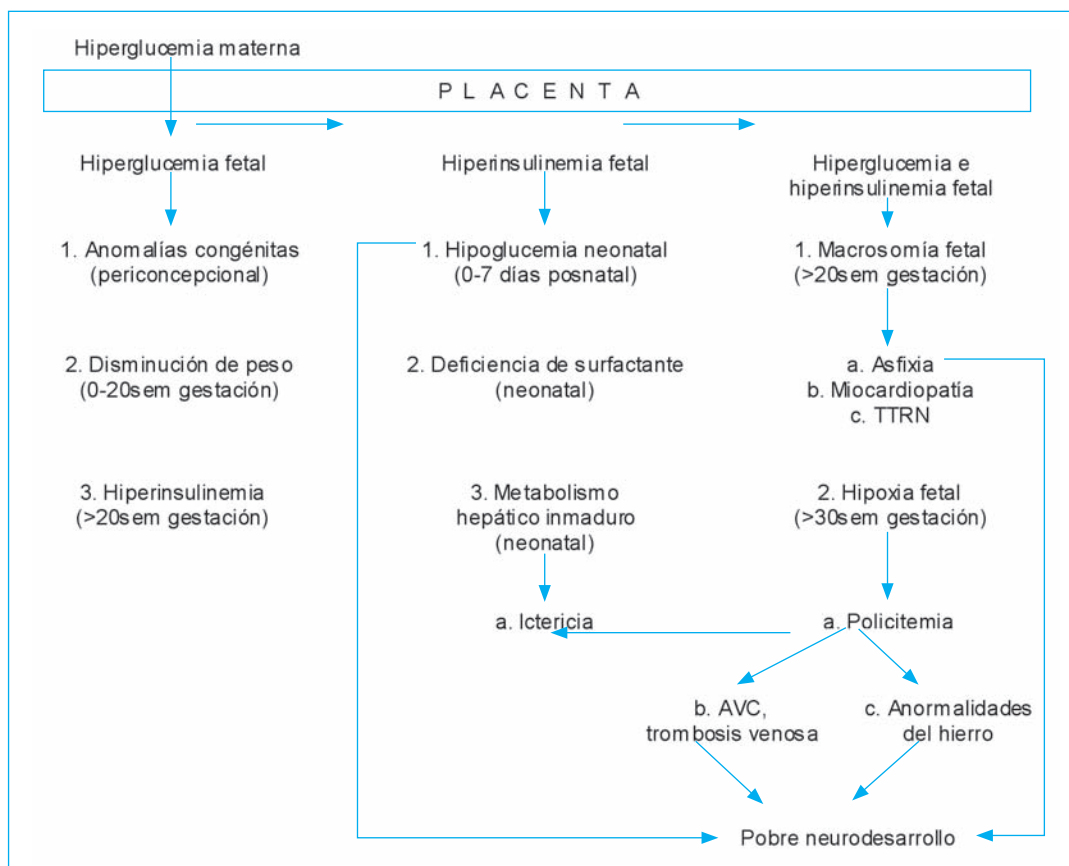 Hiperglucemia materna
P L A C E N T A
Hiperglucemia fetal
1. Anomalías congénitas
(periconcepcional)
2. Disminución de peso
(0-20sem gestación)
3. Hiperinsulinemia
(>20sem gestación)
Hiperinsulinemia fetal
1. Hipoglucemia neonatal
(0-7 días posnatal)
2. Deficiencia de surfactante
(neonatal)
3. Metabolismo
hepático inmaduro
(neonatal)
a. Ictericia
Hiperglucemia e
hiperinsulinemia fetal
1. Macrosomía fetal
(>20sem gestación)
a. Asfixia
b. Miocardiopatía
c. TTRN
2. Hipoxia fetal
(>30sem gestación)
a. Policitemia
b. AVC,
trombosis venosa
c. Anormalidades
del hierro
Pobre neurodesarrollo